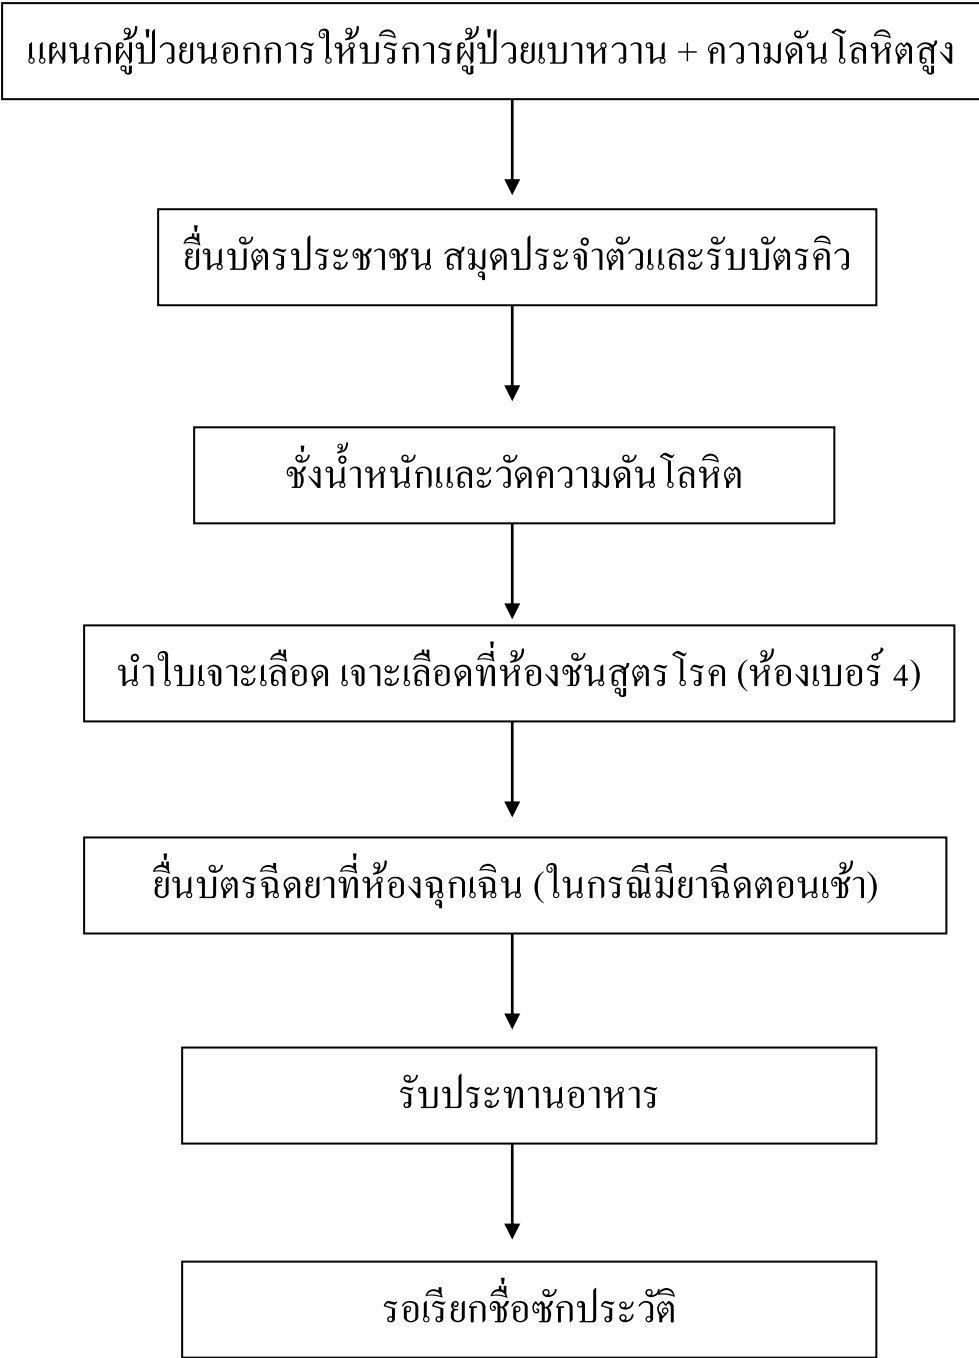 แผนกผู้ป่วยนอกการให้บริการผู้ป่วยเบาหวาน + ความดันโลหิตสูง
ยื่นบัตรประชาชน สมุดประจำตัวและรับบัตรคิว
ชั่งน้ำหนักและวัดความดันโลหิต
นำใบเจาะเลือด เจาะเลือดที่ห้องชันสูตรโรค (ห้องเบอร์ 4)
ยื่นบัตรฉีดยาที่ห้องฉุกเฉิน (ในกรณีมียาฉีดตอนเช้า)
รับประทานอาหาร
รอเรียกชื่อซักประวัติ